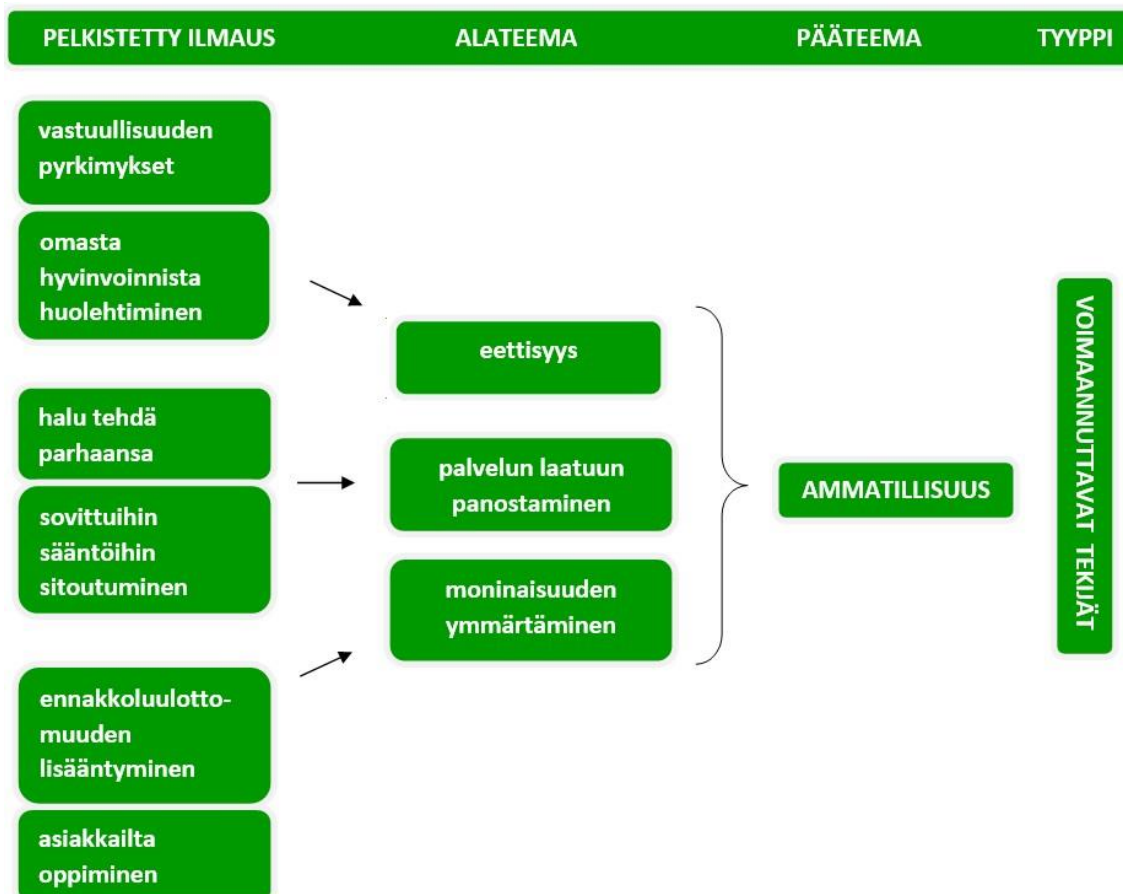 PELKISTETTY ILMAUS ALATEEMA PÄÄTEEMA TYYPPI
vastuullisuuden
pyrkimykset
omasta
hyvinvoinnista
huolehtiminen
halu tehdä
parhaansa
sovittuihin
sääntöihin
sitoutuminen
ennakkoluulotto-
muuden
lisääntyminen
asiakkailta
oppiminen
eettisyys
palvelun laatuun
panostaminen
moninaisuuden
ymmärtäminen
AMMATILLISUUS
VOIMAANNUTTAVAT TEKIJÄT